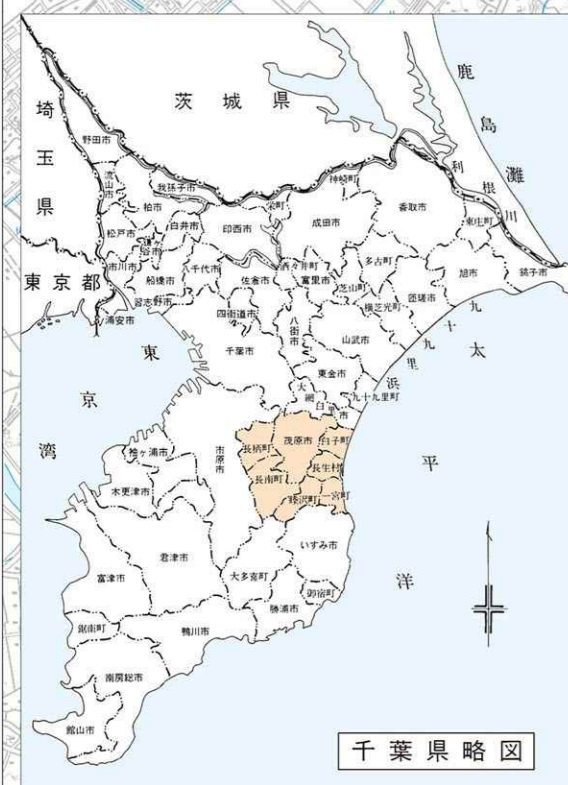 茨城県
埼玉県
東京都
鹿島灘
利根川
九十九里浜
太平洋
東京湾
野田市
流山市
我孫子市
柏市
松戸市
鎌ヶ谷市
白井市
印西市
栄町
神崎町
成田市
香取市
東庄町
銚子市
旭市
匝瑳市
多古町
横芝光町
芝山町
酒々井町
富里市
佐倉市
八千代市
市川市
船橋市
習志野市
浦安市
四街道市
八街市
千葉市
山武市
東金市
九十九里町
大網白里市
茂原市
白子町
長柄町
長生村
長南町
睦沢町
一宮町
市原市
袖ヶ浦市
木更津市
君津市
富津市
いすみ市
大多喜町
御宿町
勝浦市
鴨川市
鋸南町
南房総市
館山市
千葉県略図